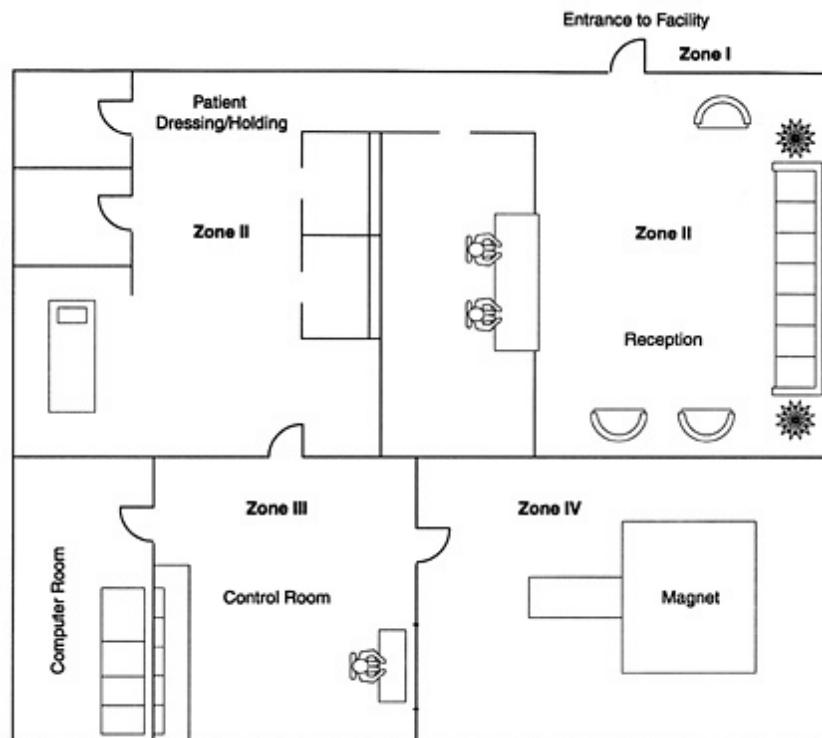 Entrance to Facility
Zone I
Patient
Dressing/Holding
Zone II
Zone II
Reception
Zone III
Zone IV
Computer Room
Control Room
Magnet